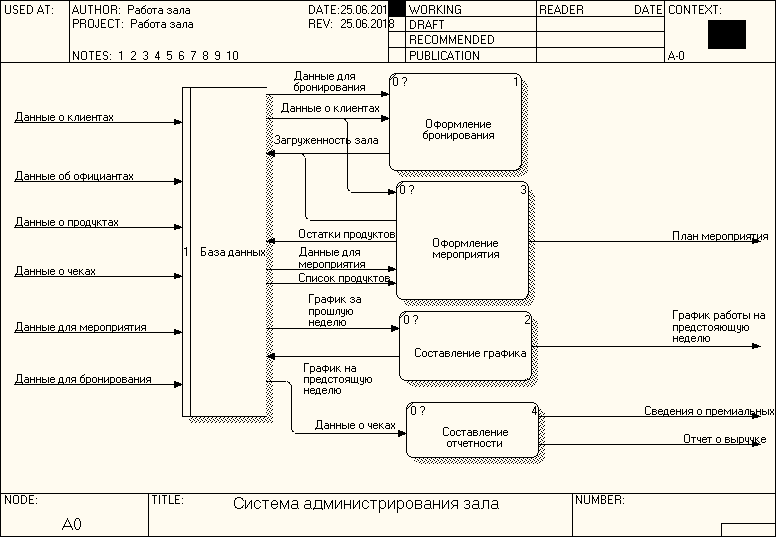 USED AT:
AUTHOR: Работа зала
DATE:25.06.201
PROJECT: Работа зала
REV: 25.06.2018
NOTES: 1 2 3 4 5 6 7 8 9 10
WORKING
DRAFT
RECOMMENDED
PUBLICATION
READER DATE
CONTEXT:
A-0
Данные о клиентах
Данные об официантах
Данные о продуктах
Данные о чеках
Данные для мероприятия
Данные для бронирования
1 База данных
Данные для
бронирования
Данные о клиентах
Загруженность зала
Остатки продуктов
Данные для
мероприятия
Список продуктов
График за
прошлую
неделю
График на
предстоящую
неделю
Данные о чеках
0 ? 1
Оформление
бронирования
0 ? 3
Оформление
мероприятия
0 ? 2
Составление графика
0 ? 4
Составление
отчетности
План мероприятия
График работы на
предстояющую
неделю
Сведения о премиальных
Отчет о выручке
NODE:
A0
TITLE:
Система администрирования зала
NUMBER: